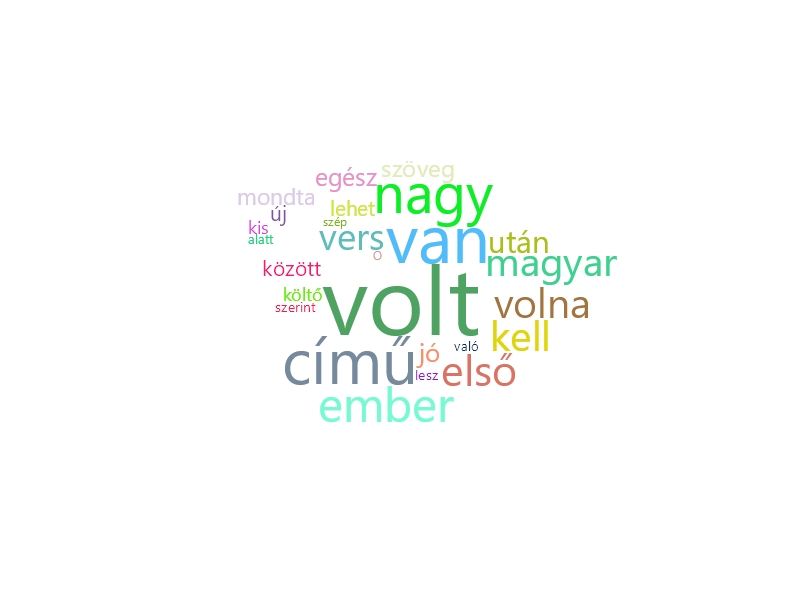 szöveg
egész
nagy
mondta
lehet
új
szép
kis
vers
van
után
alatt
o
magyar
között
költő
volt
volna
szerint
kell
című
jó
való
lesz
első
ember